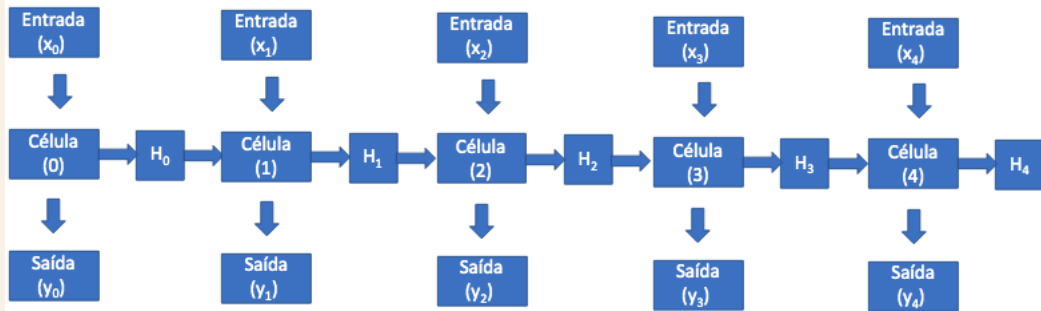 Entrada
(x₀)
Entrada
(x₁)
Entrada
(x₂)
Entrada
(x₃)
Entrada
(x₄)
Célula
(0)
H₀
Célula
(1)
H₁
Célula
(2)
H₂
Célula
(3)
H₃
Célula
(4)
H₄
Saída
(y₀)
Saída
(y₁)
Saída
(y₂)
Saída
(y₃)
Saída
(y₄)